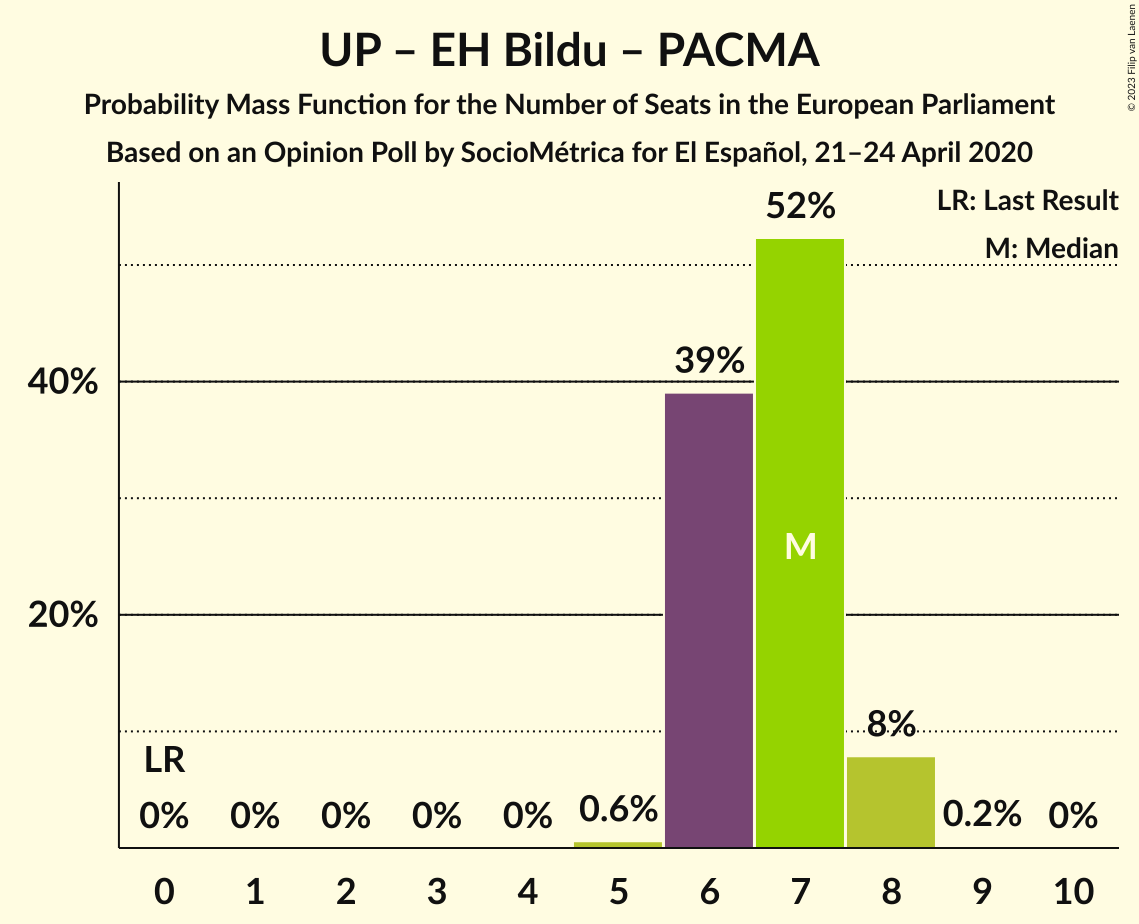 UP – EH Bildu – PACMA
Probability Mass Function for the Number of Seats in the European Parliament
Based on an Opinion Poll by SocioMétrica for El Español, 21–24 April 2020
© 2023 Filip van Laenen
LR: Last Result
M: Median
52%
39%
40%
M
20%
8%
LR
0% 0% 0% 0% 0% 0.6% 0.2% 0%
0 1 2 3 4 5 6 7 8 9 10